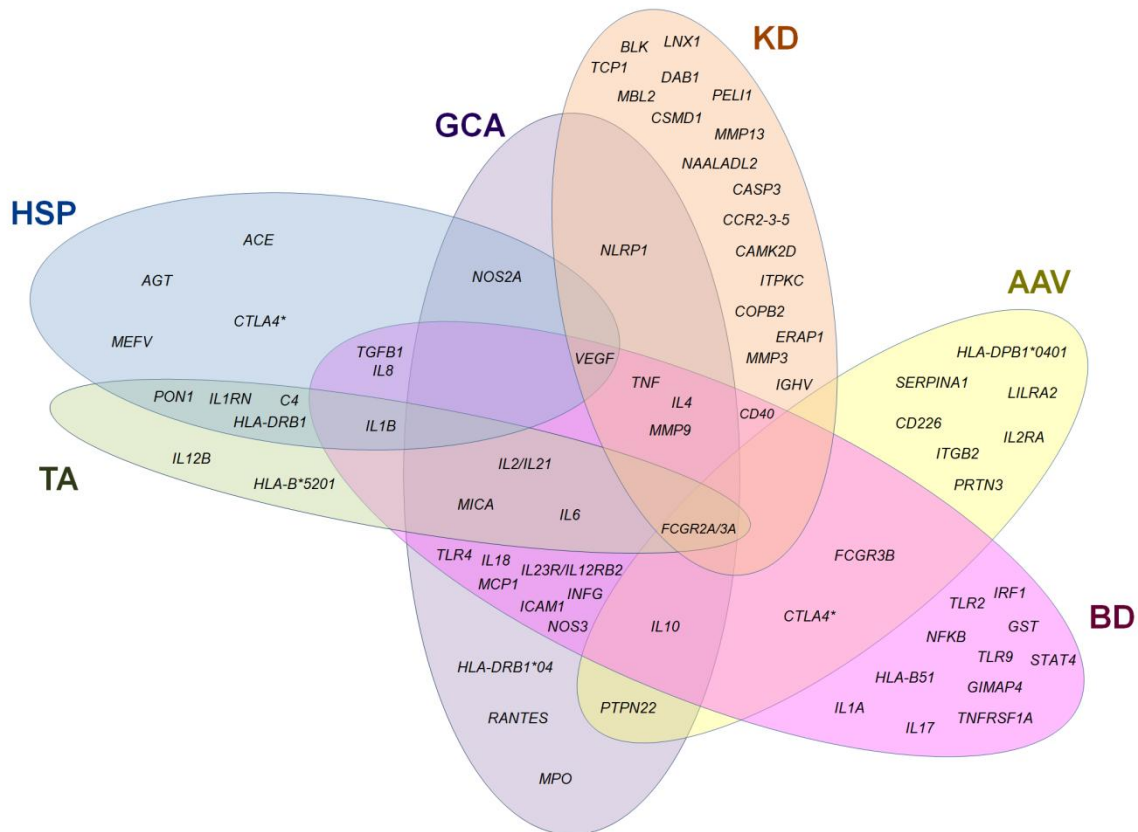 KD
BLK
LNX1
TCP1
DAB1
MBL2
PELI1
GCA
CSMD1
MMP13
NAALADL2
CASP3
HSP
CCR2-3-5
ACE
NLRP1
CAMK2D
AGT
NOS2A
ITPKC
AAV
COPB2
CTLA4*
ERAP1
MEFV
TGFB1
VEGF
MMP3
HLA-DPB1*0401
IL8
TNF
IGHV
SERPINA1
LILRA2
PON1
IL1RN
C4
IL4
CD40
HLA-DRB1
IL1B
MMP9
CD226
IL2RA
ITGB2
TA
IL12B
IL2/IL21
HLA-B*5201
PRTN3
MICA
IL6
FCGR2A/3A
TLR4
IL18
IL23R/IL12RB2
FCGR3B
MCP1
INFG
ICAM1
NOS3
IL10
CTLA4*
TLR2
IRF1
BD
NFKB
GST
TLR9
STAT4
HLA-DRB1*04
HLA-B51
GIMAP4
RANTES
PTPN22
IL1A
IL17
TNFRSF1A
MPO